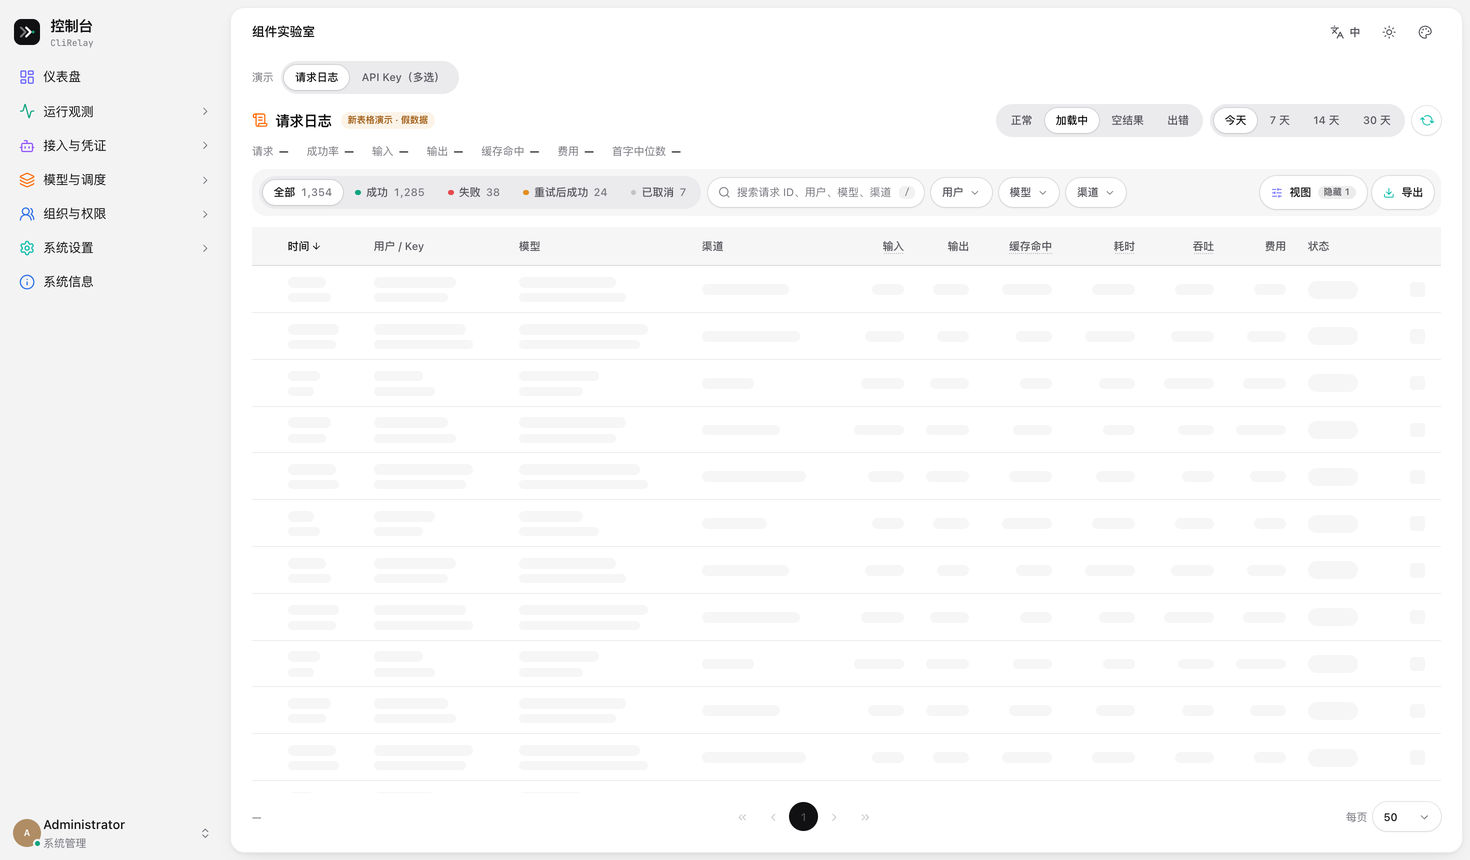 控制台
CliRelay
仪表盘
运行观测
接入与凭证
模型与调度
组织与权限
系统设置
系统信息
A
Administrator
系统管理
组件实验室
中
演示 请求日志 API Key（多选）
请求日志 新表格演示 · 假数据
正常 加载中 空结果 出错 今天 7 天 14 天 30 天
请求 — 成功率 — 输入 — 输出 — 缓存命中 — 费用 — 首字中位数 —
全部 1,354 成功 1,285 失败 38 重试后成功 24 已取消 7 搜索请求 ID、用户、模型、渠道 / 用户 模型 渠道 视图 隐藏 1 导出
时间 ↓ 用户 / Key 模型 渠道 输入 输出 缓存命中 耗时 吞吐 费用 状态
— « ‹ 1 › » 每页 50